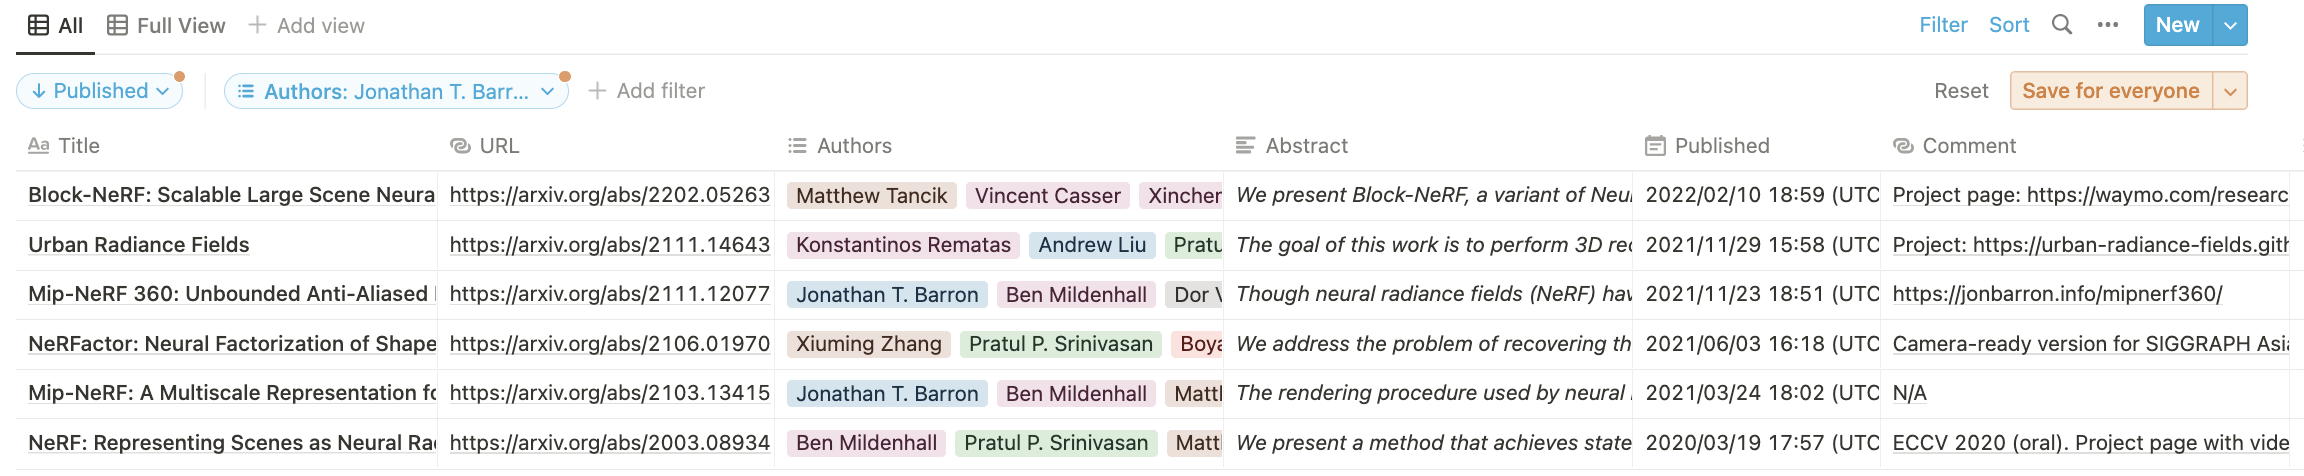 All Full View + Add view Filter Sort ••• New
↓ Published Authors: Jonathan T. Barr... + Add filter Reset Save for everyone
Aa Title URL Authors Abstract Published Comment
Block-NeRF: Scalable Large Scene Neura https://arxiv.org/abs/2202.05263 Matthew Tancik Vincent Casser Xincher We present Block-NeRF, a variant of Neu 2022/02/10 18:59 (UTC Project page: https://waymo.com/researc
Urban Radiance Fields https://arxiv.org/abs/2111.14643 Konstantinos Rematas Andrew Liu Pratu The goal of this work is to perform 3D rec 2021/11/29 15:58 (UTC Project: https://urban-radiance-fields.gith
Mip-NeRF 360: Unbounded Anti-Aliased https://arxiv.org/abs/2111.12077 Jonathan T. Barron Ben Mildenhall Dor V Though neural radiance fields (NeRF) hav 2021/11/23 18:51 (UTC https://jonbarron.info/mipnerf360/
NeRFactor: Neural Factorization of Shape https://arxiv.org/abs/2106.01970 Xiuming Zhang Pratul P. Srinivasan Boya We address the problem of recovering th 2021/06/03 16:18 (UTC Camera-ready version for SIGGRAPH Asia
Mip-NeRF: A Multiscale Representation fo https://arxiv.org/abs/2103.13415 Jonathan T. Barron Ben Mildenhall Matth The rendering procedure used by neural 2021/03/24 18:02 (UTC N/A
NeRF: Representing Scenes as Neural Rad https://arxiv.org/abs/2003.08934 Ben Mildenhall Pratul P. Srinivasan Matth We present a method that achieves state 2020/03/19 17:57 (UTC ECCV 2020 (oral). Project page with vide